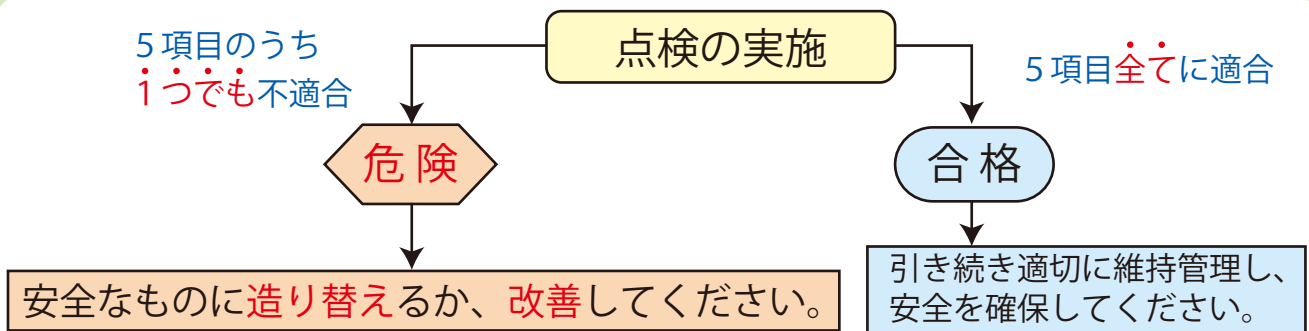 点検の実施
5項目のうち
1つでも不適合
5項目全てに適合
危険
合格
安全なものに造り替えるか、改善してください。
引き続き適切に維持管理し、
安全を確保してください。